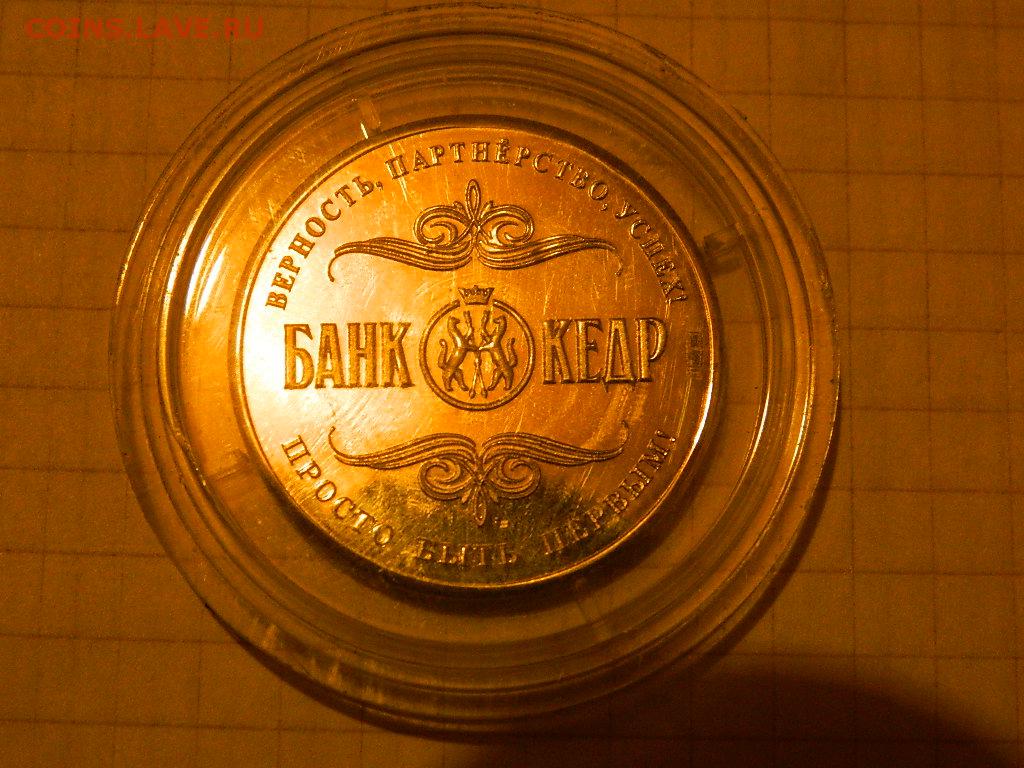 COINS.LAVE.RU
ВЕРНОСТЬ, ПАРТНЁРСТВО, УСПЕХ!
БАНК КЕДР
ПРОСТО БЫТЬ ПЕРВЫМ!